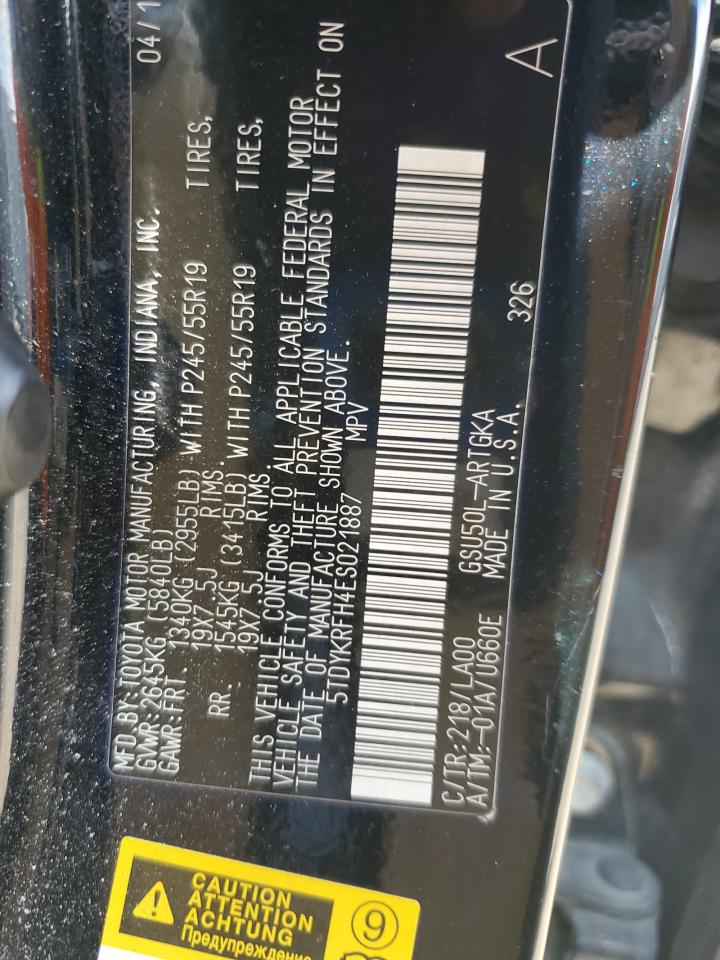 MFD.BY:TOYOTA MOTOR MANUFACTURING, INDIANA, INC. 04/1
GVWR:2645KG (5840LB)
GAWR:FRT. 1340KG (2955LB) WITH P245/55R19 TIRES,
19X7.5J RIMS.
RR. 1545KG (3415LB) WITH P245/55R19 TIRES,
19X7.5J RIMS.
THIS VEHICLE CONFORMS TO ALL APPLICABLE FEDERAL MOTOR
VEHICLE SAFETY AND THEFT PREVENTION STANDARDS IN EFFECT ON
THE DATE OF MANUFACTURE SHOWN ABOVE.
5TDYKRFH4ES021887 MPV
C/TR:218/LA00 GSU50L-ARTGKA
A/TM:-01A/U660E MADE IN U.S.A. 326 A
CAUTION
ATTENTION
ACHTUNG
Предупреждение
9